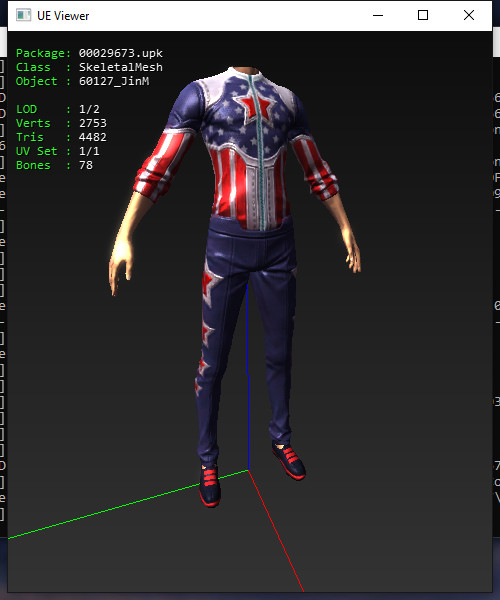 UE Viewer
Package: 00029673.upk
Class : SkeletalMesh
Object : 60127_JinM
LOD : 1/2
Verts : 2753
Tris : 4482
UV Set : 1/1
Bones : 78